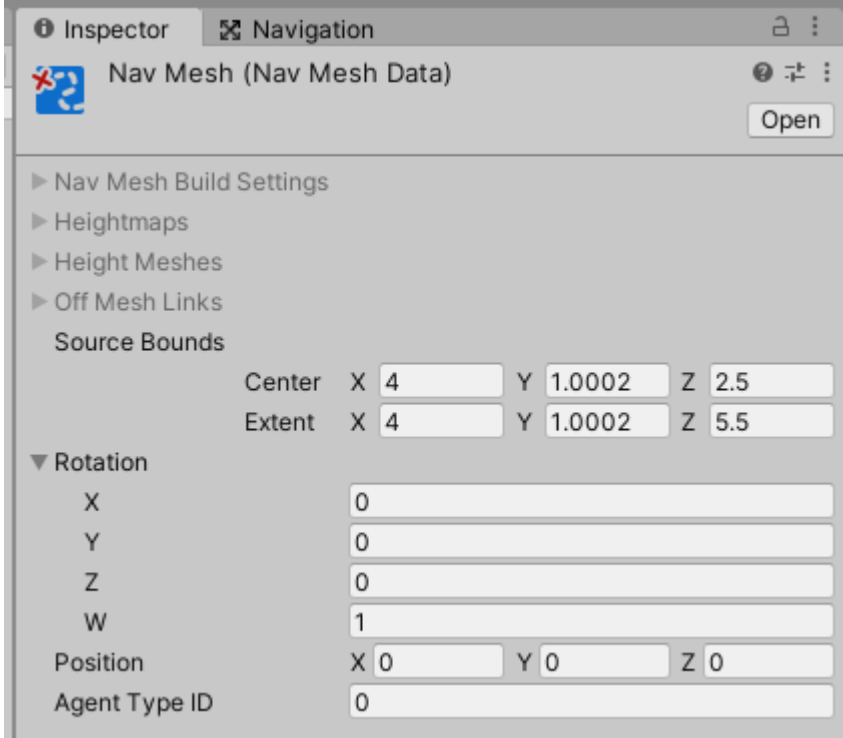 Inspector Navigation
Nav Mesh (Nav Mesh Data)
Open
Nav Mesh Build Settings
Heightmaps
Height Meshes
Off Mesh Links
Source Bounds
Center X 4 Y 1.0002 Z 2.5
Extent X 4 Y 1.0002 Z 5.5
Rotation
X 0
Y 0
Z 0
W 1
Position X 0 Y 0 Z 0
Agent Type ID 0